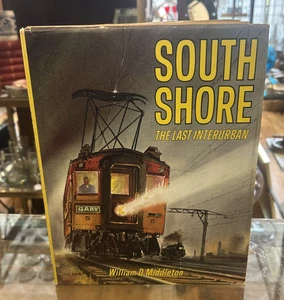 SOUTH
SHORE
THE LAST INTERURBAN
GARY
William D. Middleton